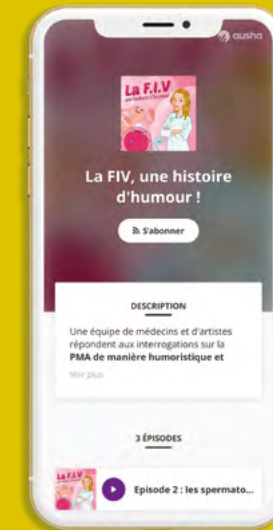 ausha
La F.I.V
La FIV, une histoire
d'humour !
S'abonner
DESCRIPTION
Une équipe de médecins et d'artistes
répondent aux interrogations sur la
PMA de manière humoristique et
Voir plus
3 ÉPISODES
La F.I.V
Episode 2 : les spermato...